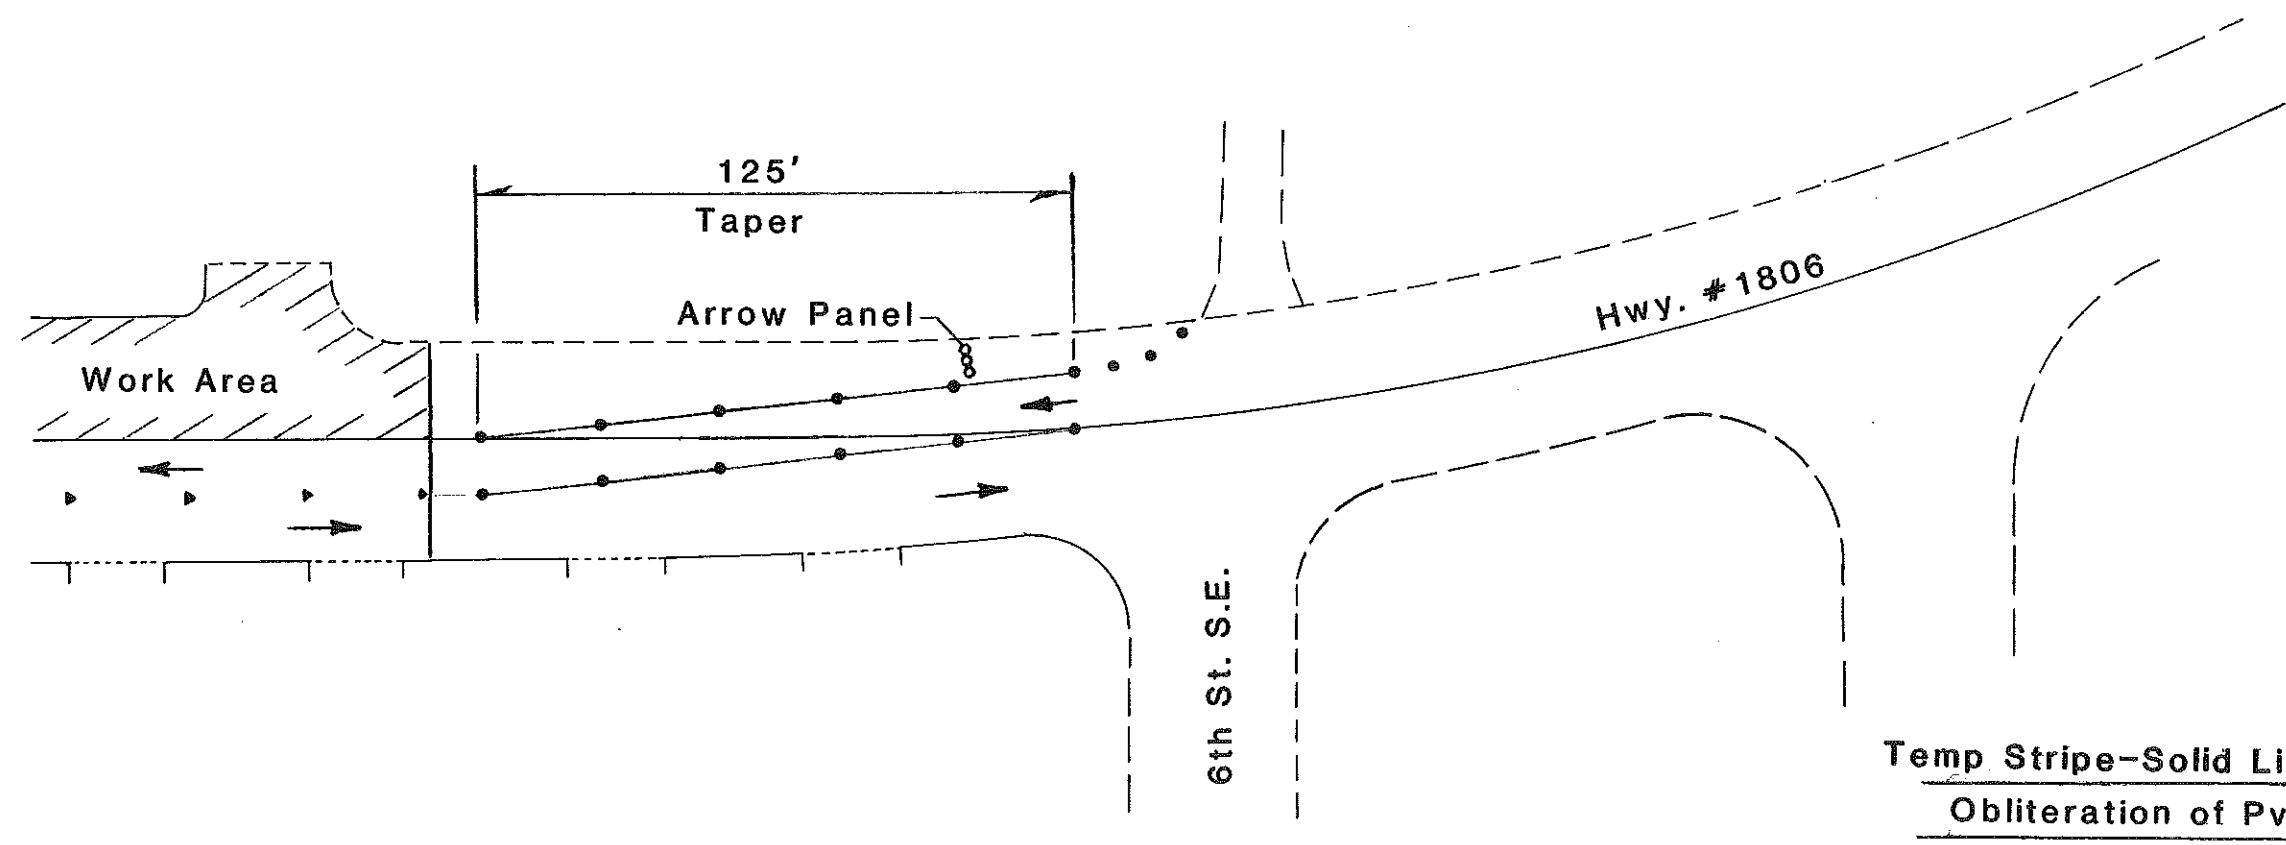 125'
Taper
Arrow Panel
Work Area
Hwy. #1806
6th St. S.E.
Temp Stripe-Solid Li
Obliteration of Pv